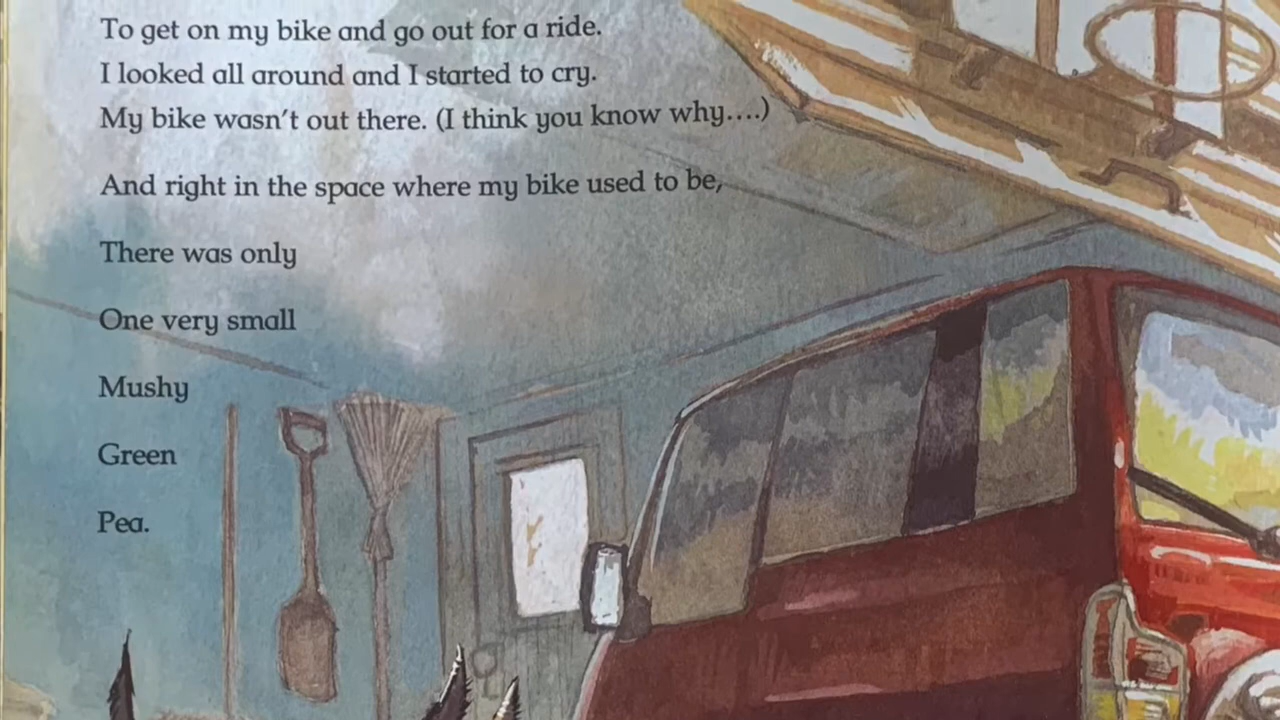 To get on my bike and go out for a ride.
I looked all around and I started to cry.
My bike wasn't out there. (I think you know why....)
And right in the space where my bike used to be,
There was only
One very small
Mushy
Green
Pea.